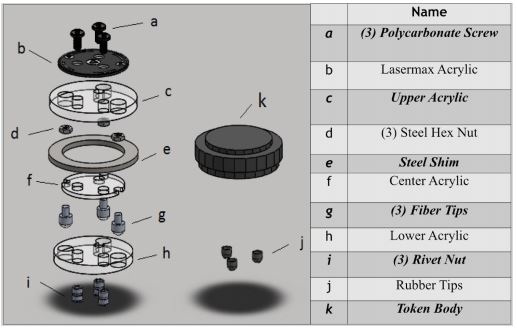 a
b
c
d
e
f
g
h
i
k
j
Name
a (3) Polycarbonate Screw
b Lasermax Acrylic
c Upper Acrylic
d (3) Steel Hex Nut
e Steel Shim
f Center Acrylic
g (3) Fiber Tips
h Lower Acrylic
i (3) Rivet Nut
j Rubber Tips
k Token Body